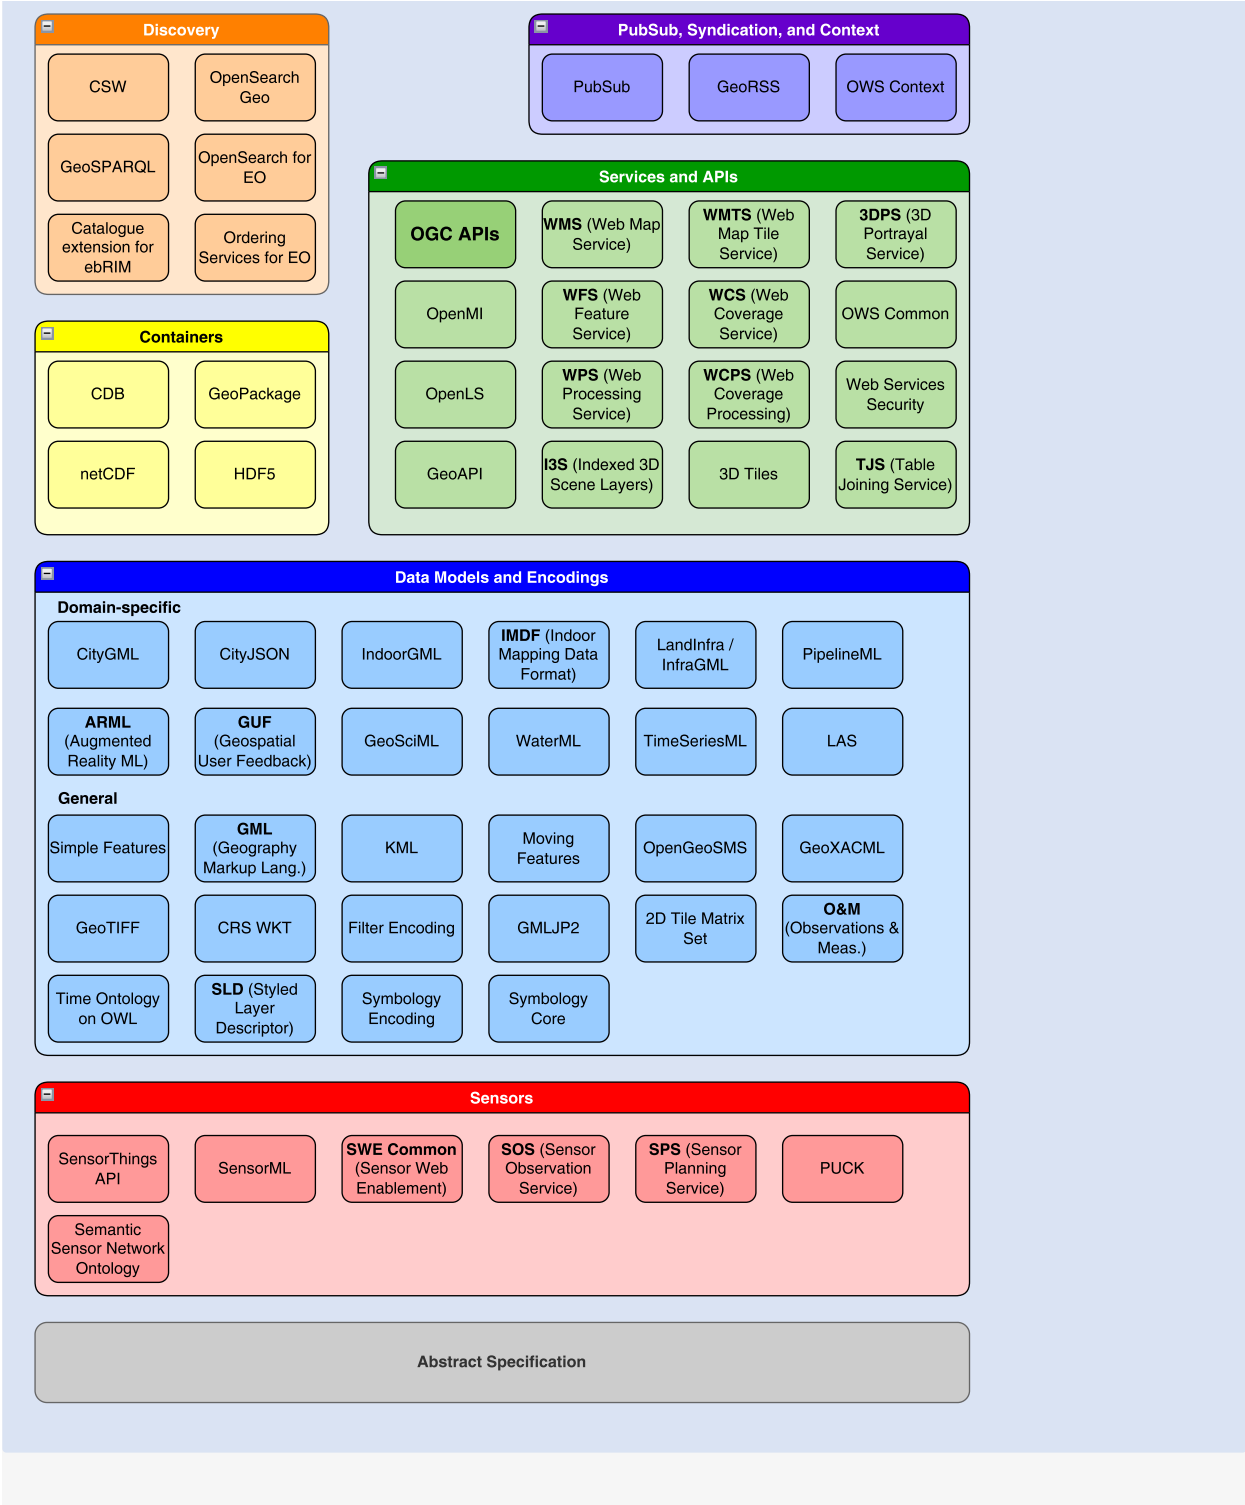 Discovery
CSW
OpenSearch
Geo
GeoSPARQL
OpenSearch for
EO
Catalogue
extension for
ebRIM
Ordering
Services for EO
PubSub, Syndication, and Context
PubSub
GeoRSS
OWS Context
Containers
CDB
GeoPackage
netCDF
HDF5
Services and APIs
OGC APIs
WMS (Web Map
Service)
WMTS (Web
Map Tile
Service)
3DPS (3D
Portrayal
Service)
OpenMI
WFS (Web
Feature
Service)
WCS (Web
Coverage
Service)
OWS Common
OpenLS
WPS (Web
Processing
Service)
WCPS (Web
Coverage
Processing)
Web Services
Security
GeoAPI
I3S (Indexed 3D
Scene Layers)
3D Tiles
TJS (Table
Joining Service)
Data Models and Encodings
Domain-specific
CityGML
CityJSON
IndoorGML
IMDF (Indoor
Mapping Data
Format)
LandInfra /
InfraGML
PipelineML
ARML
(Augmented
Reality ML)
GUF
(Geospatial
User Feedback)
GeoSciML
WaterML
TimeSeriesML
LAS
General
Simple Features
GML
(Geography
Markup Lang.)
KML
Moving
Features
OpenGeoSMS
GeoXACML
GeoTIFF
CRS WKT
Filter Encoding
GMLJP2
2D Tile Matrix
Set
O&M
(Observations &
Meas.)
Time Ontology
on OWL
SLD (Styled
Layer
Descriptor)
Symbology
Encoding
Symbology
Core
Sensors
SensorThings
API
SensorML
SWE Common
(Sensor Web
Enablement)
SOS (Sensor
Observation
Service)
SPS (Sensor
Planning
Service)
PUCK
Semantic
Sensor Network
Ontology
Abstract Specification